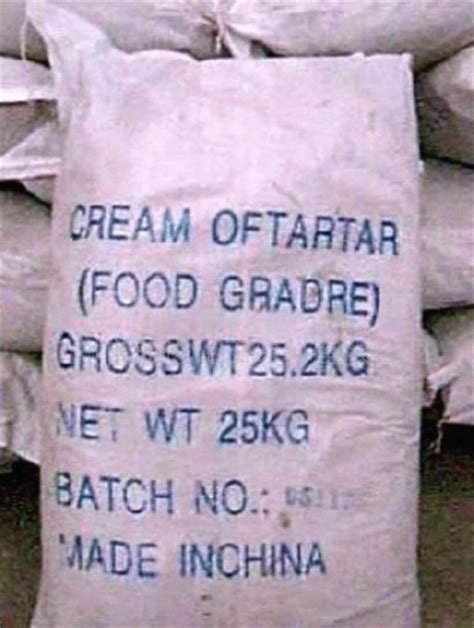 CREAM OFTARTAR
(FOOD GRADRE)
GROSSWT25.2KG
NET WT 25KG
BATCH NO.:
MADE INCHINA